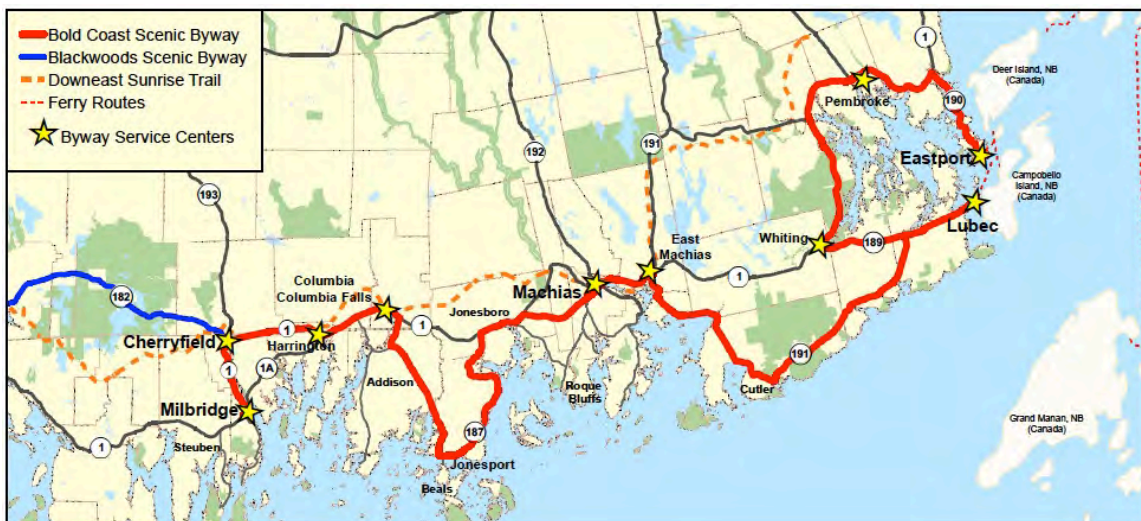 Bold Coast Scenic Byway
Blackwoods Scenic Byway
Downeast Sunrise Trail
Ferry Routes
Byway Service Centers
1
Deer Island, NB
(Canada)
Pembroke
190
191
192
Eastport
Campobello
Island, NB
(Canada)
193
Lubec
East
Machias
Whiting
189
Columbia
Columbia Falls
Machias
1
182
Jonesboro
1
Cherryfield
1
Harrington
191
1
1A
Addison
Roque
Bluffs
Cutler
Milbridge
Grand Manan, NB
(Canada)
187
1
Steuben
Jonesport
Beals